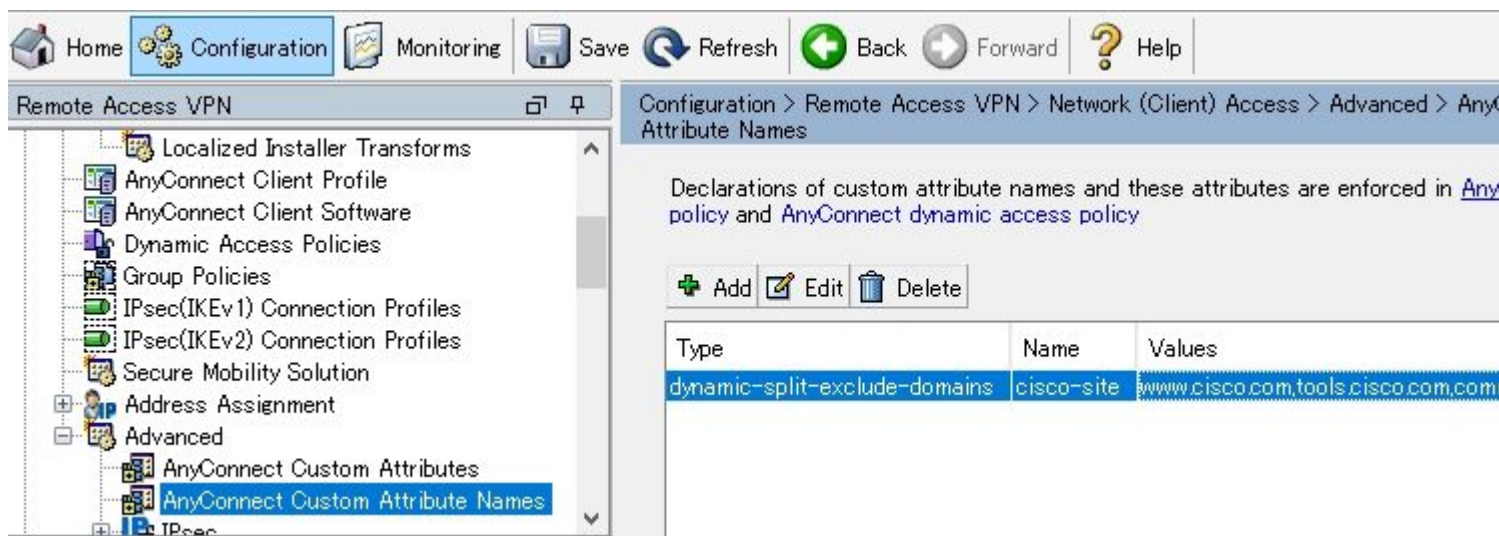 Home Configuration Monitoring Save Refresh Back Forward Help
Remote Access VPN
Localized Installer Transforms
AnyConnect Client Profile
AnyConnect Client Software
Dynamic Access Policies
Group Policies
IPsec(IKEv1) Connection Profiles
IPsec(IKEv2) Connection Profiles
Secure Mobility Solution
Address Assignment
Advanced
AnyConnect Custom Attributes
AnyConnect Custom Attribute Names
IPsec
Configuration > Remote Access VPN > Network (Client) Access > Advanced >
Attribute Names
Declarations of custom attribute names and these attributes are enforced in
policy and AnyConnect dynamic access policy
Add Edit Delete
Type Name Values
dynamic-split-exclude-domains cisco-site www.cisco.com,tools.cisco.com,com